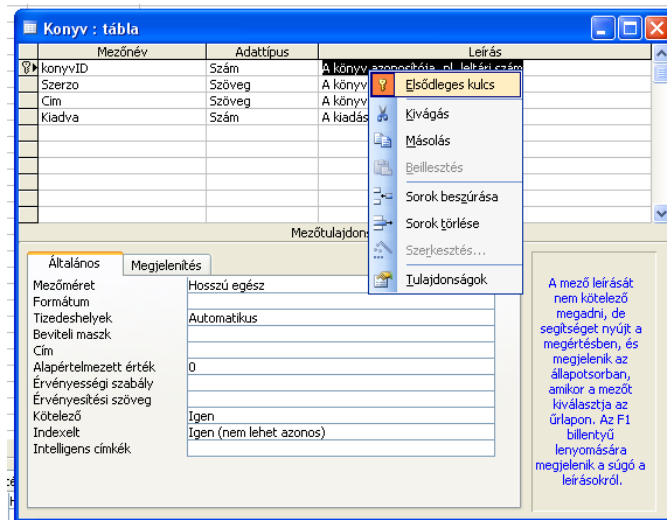 Konyv : tábla
Mezőnév Adattípus Leírás
konyvID Szám A könyv azonosítója, pl. leltári szám
Szerzo Szöveg A könyv
Cim Szöveg A könyv
Kiadva Szám A kiadás
Elsődleges kulcs
Kivágás
Másolás
Beillesztés
Sorok beszúrása
Sorok törlése
Szerkesztés...
Tulajdonságok
Mezőtulajdon
Általános Megjelenítés
Mezőméret Hosszú egész
Formátum
Tizedeshelyek Automatikus
Beviteli maszk
Cím
Alapértelmezett érték 0
Érvényességi szabály
Érvényesítési szöveg
Kötelező Igen
Indexelt Igen (nem lehet azonos)
Intelligens címkék
A mező leírását
nem kötelező
megadni, de
segítséget nyújt a
megértésben, és
megjelenik az
állapotsorban,
amikor a mezőt
kiválasztja az
űrlapon. Az F1
billentyű
lenyomására
megjelenik a súgó a
leírásokról.